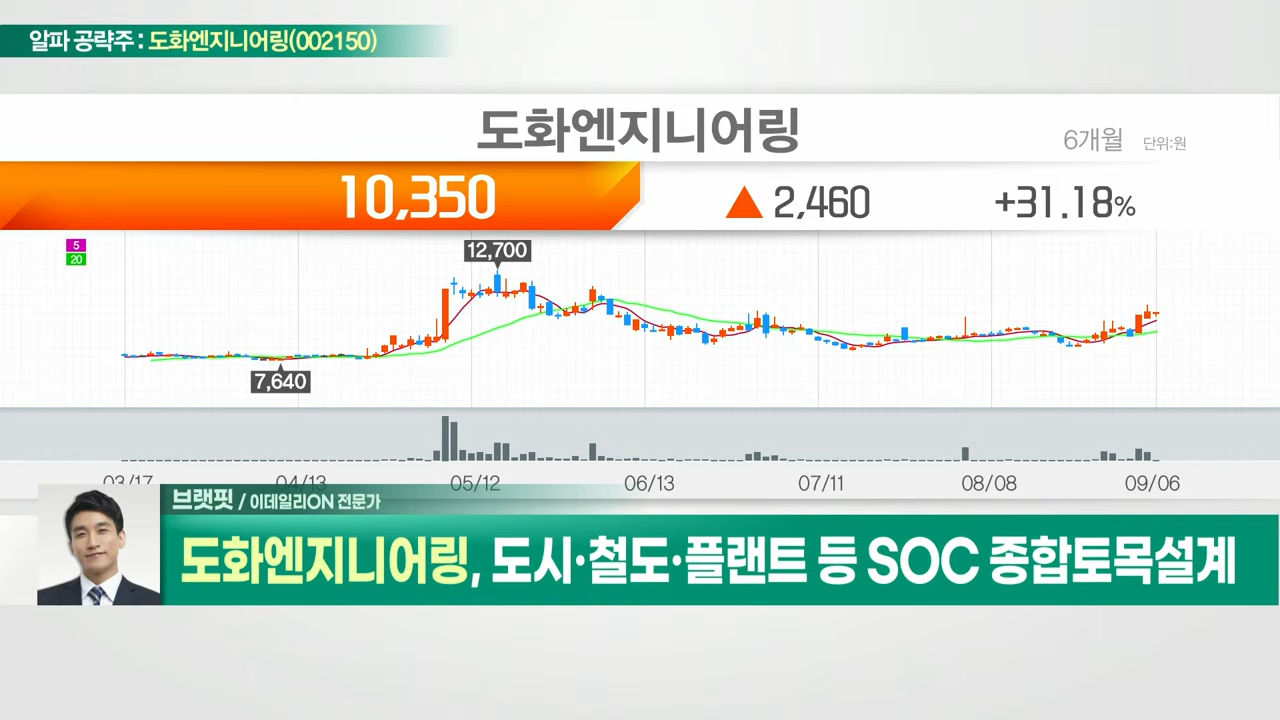 알파 공략주 : 도화엔지니어링(002150)
도화엔지니어링
6개월 단위:원
10,350 ▲ 2,460 +31.18%
5
20
12,700
7,640
03/17 04/13 05/12 06/13 07/11 08/08 09/06
브랫핏 / 이데일리ON 전문가
도화엔지니어링, 도시·철도·플랜트 등 SOC 종합토목설계